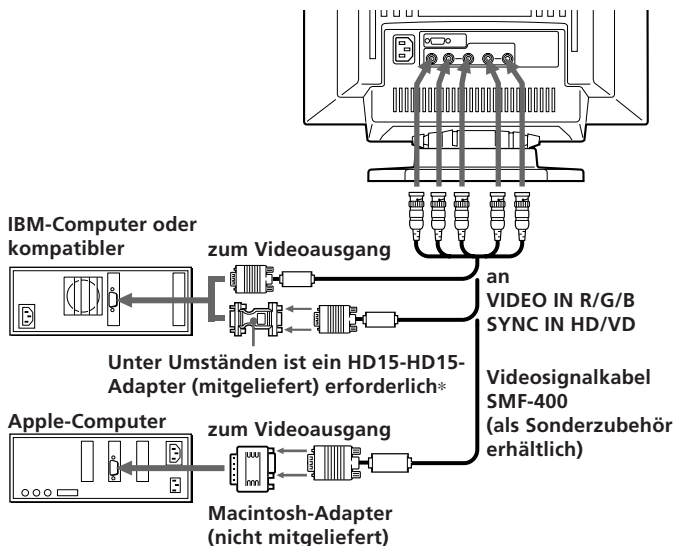 IBM-Computer oder
kompatibler
zum Videoausgang
an
VIDEO IN R/G/B
SYNC IN HD/VD
Unter Umständen ist ein HD15-HD15-
Adapter (mitgeliefert) erforderlich*
Videosignalkabel
SMF-400
(als Sonderzubehör
erhältlich)
Apple-Computer
zum Videoausgang
Macintosh-Adapter
(nicht mitgeliefert)